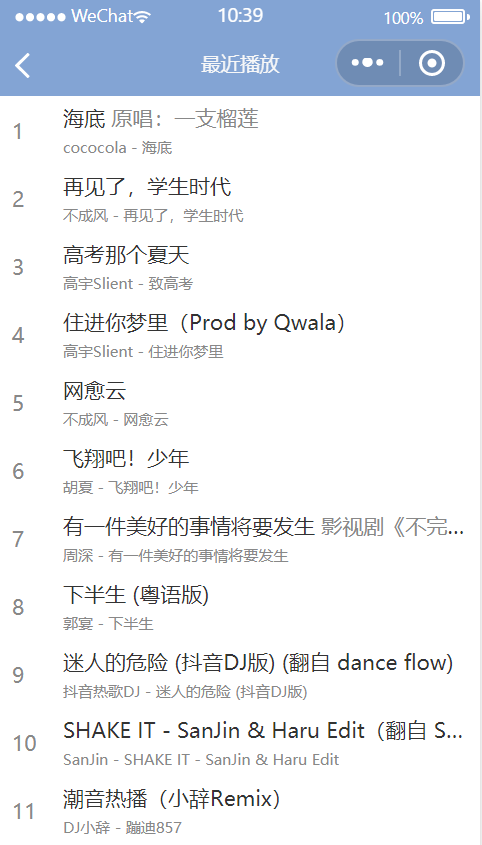 WeChat 10:39 100%
最近播放
1
海底 原唱：一支榴莲
cococola - 海底
2
再见了，学生时代
不成风 - 再见了，学生时代
3
高考那个夏天
高宇Slient - 致高考
4
住进你梦里（Prod by Qwala）
高宇Slient - 住进你梦里
5
网愈云
不成风 - 网愈云
6
飞翔吧！少年
胡夏 - 飞翔吧！少年
7
有一件美好的事情将要发生 影视剧《不完...
周深 - 有一件美好的事情将要发生
8
下半生 (粤语版)
郭宴 - 下半生
9
迷人的危险 (抖音DJ版) (翻自 dance flow)
抖音热歌DJ - 迷人的危险 (抖音DJ版)
10
SHAKE IT - SanJin & Haru Edit（翻自 S...
SanJin - SHAKE IT - SanJin & Haru Edit
11
潮音热播（小辞Remix）
DJ小辞 - 蹦迪857